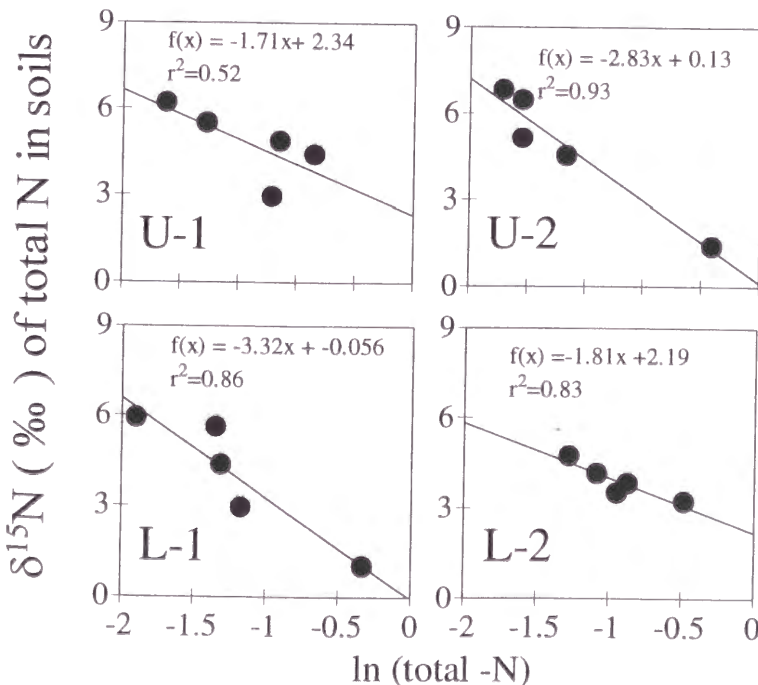 δ¹⁵N ( ‰ ) of total N in soils
9
6
3
0
f(x) = -1.71x+ 2.34
r²=0.52
U-1
9
6
3
0
f(x) = -2.83x + 0.13
r²=0.93
U-2
9
6
3
0
f(x) = -3.32x + -0.056
r²=0.86
L-1
-2 -1.5 -1 -0.5 0
9
6
3
0
f(x) =-1.81x +2.19
r²=0.83
L-2
-2 -1.5 -1 -0.5 0
ln (total -N)